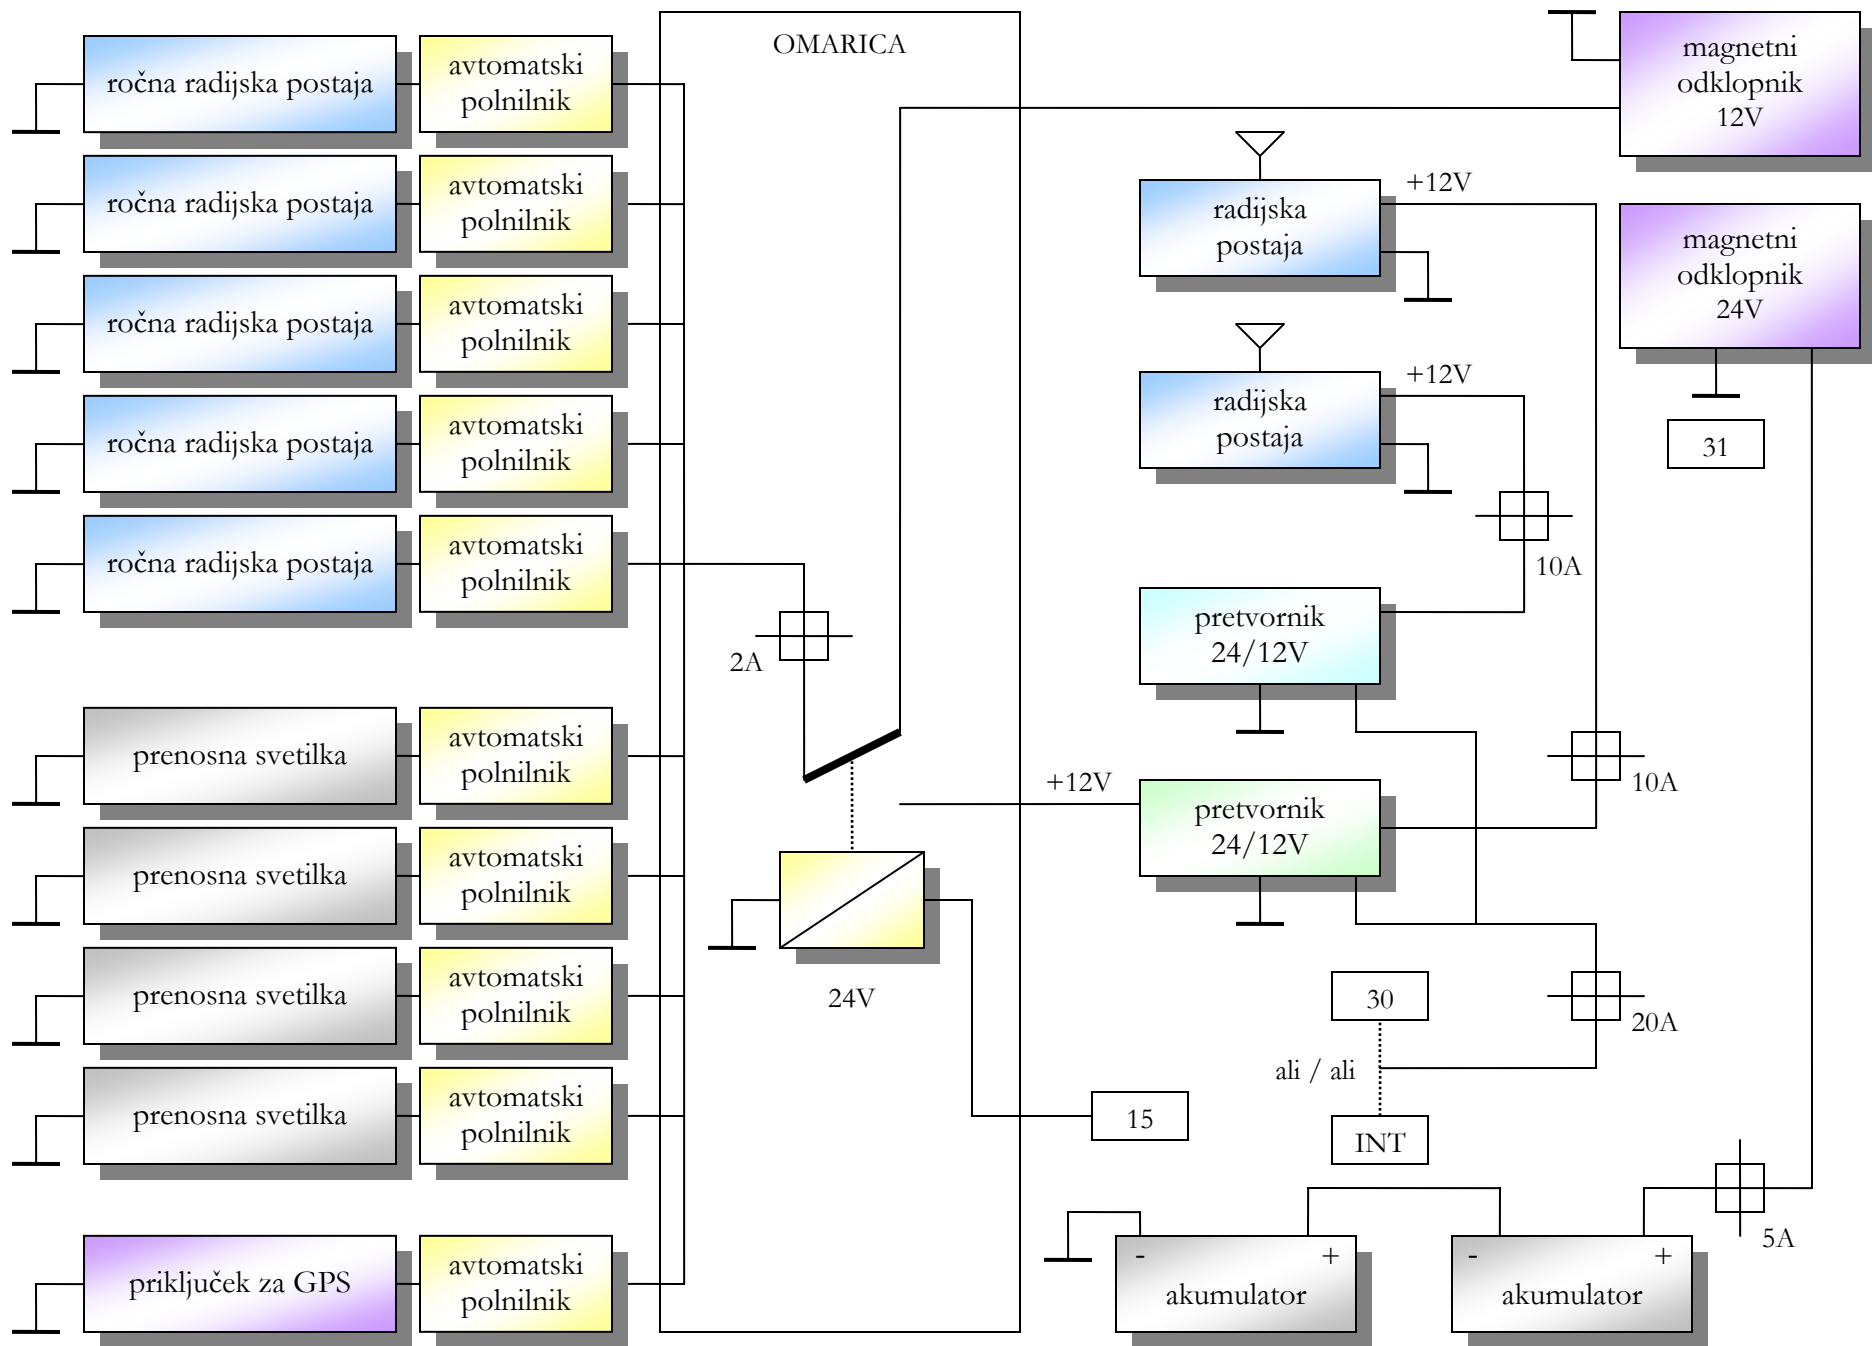 OMARICA
ročna radijska postaja
avtomatski
polnilnik
ročna radijska postaja
avtomatski
polnilnik
ročna radijska postaja
avtomatski
polnilnik
ročna radijska postaja
avtomatski
polnilnik
ročna radijska postaja
avtomatski
polnilnik
prenosna svetilka
avtomatski
polnilnik
prenosna svetilka
avtomatski
polnilnik
prenosna svetilka
avtomatski
polnilnik
prenosna svetilka
avtomatski
polnilnik
priključek za GPS
avtomatski
polnilnik
2A
24V
magnetni
odklopnik
12V
radijska
postaja
+12V
magnetni
odklopnik
24V
radijska
postaja
+12V
31
10A
pretvornik
24/12V
+12V
pretvornik
24/12V
10A
30
20A
ali / ali
15
INT
5A
- +
akumulator
- +
akumulator